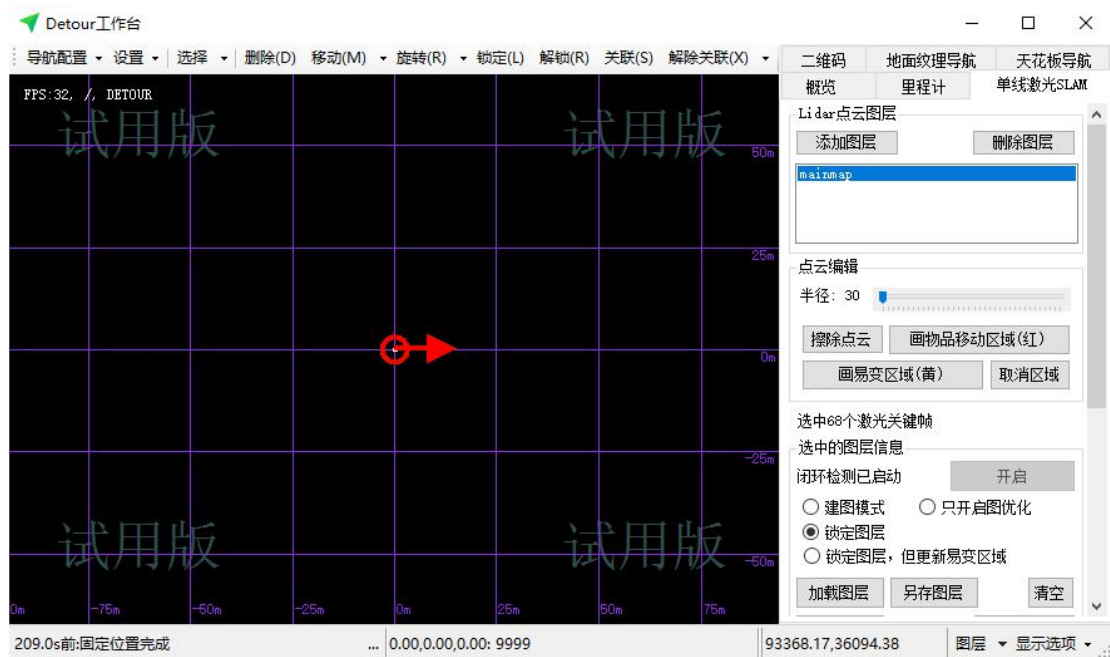 Detour工作台
导航配置 设置 选择 删除(D) 移动(M) 旋转(R) 锁定(L) 解锁(R) 关联(S) 解除关联(X)
二维码 地面纹理导航 天花板导航
概览 里程计 单线激光SLAM
FPS:32, /, DETOUR
试用版 试用版
50m
25m
0m
-25m
-50m
试用版 试用版
0m -75m -50m -25m 0m 25m 50m 75m
Lidar点云图层
添加图层 删除图层
mainmap
点云编辑
半径: 30
擦除点云 画物品移动区域(红)
画易变区域(黄) 取消区域
选中68个激光关键帧
选中的图层信息
闭环检测已启动 开启
建图模式 只开启图优化
锁定图层
锁定图层，但更新易变区域
加载图层 另存图层 清空
209.0s前:固定位置完成 ... 0.00,0.00,0.00: 9999 93368.17,36094.38 图层 显示选项